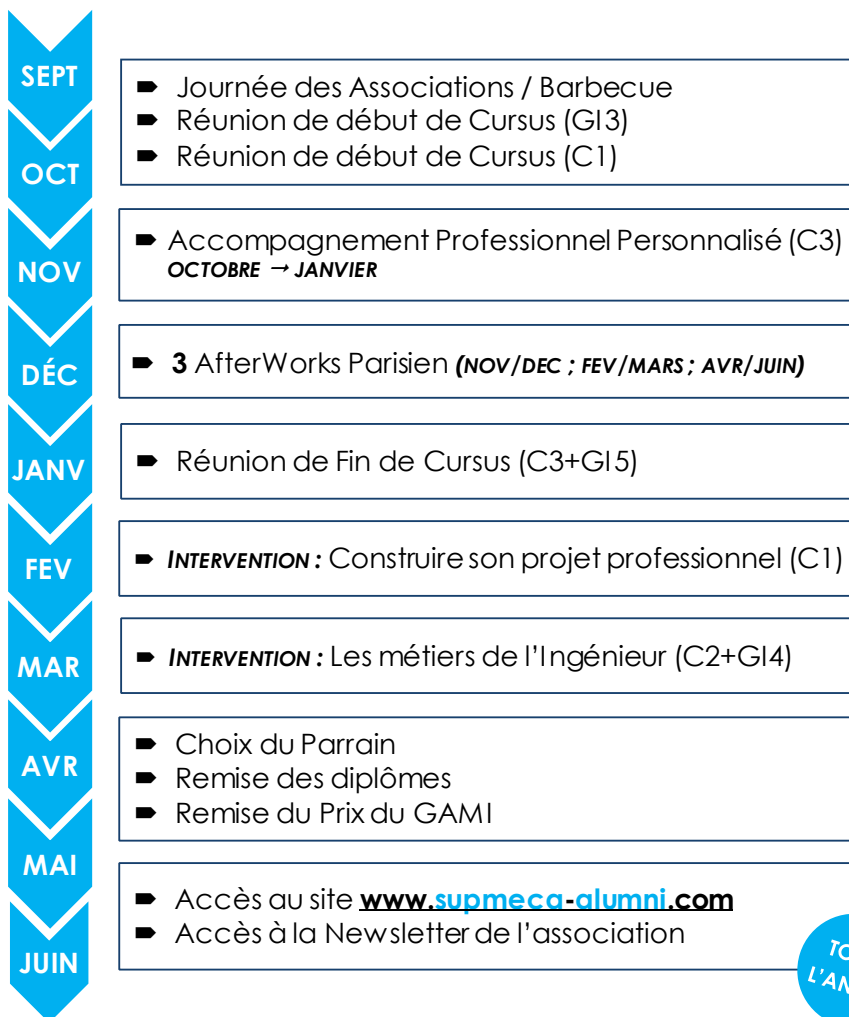 SEPT
OCT
NOV
DÉC
JANV
FEV
MAR
AVR
MAI
JUIN
Journée des Associations / Barbecue
Réunion de début de Cursus (GI3)
Réunion de début de Cursus (C1)
Accompagnement Professionnel Personnalisé (C3)
OCTOBRE → JANVIER
3 AfterWorks Parisien (NOV/DEC ; FEV/MARS ; AVR/JUIN)
Réunion de Fin de Cursus (C3+GI5)
INTERVENTION : Construire son projet professionnel (C1)
INTERVENTION : Les métiers de l'Ingénieur (C2+GI4)
Choix du Parrain
Remise des diplômes
Remise du Prix du GAMI
Accès au site www.supmeca-alumni.com
Accès à la Newsletter de l'association